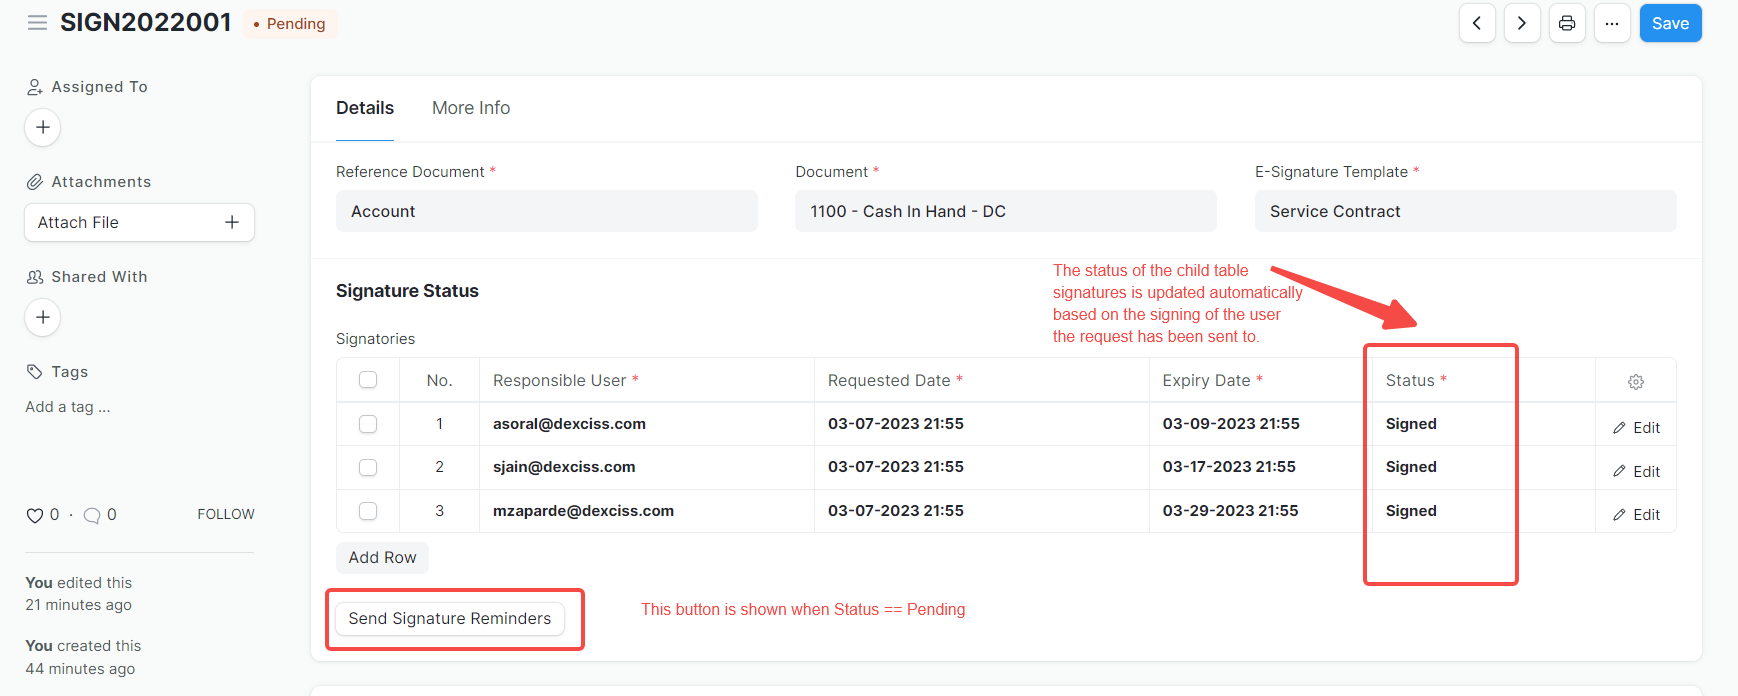 SIGN2022001
Pending
Save
Assigned To
Attachments
Attach File
Shared With
Tags
Add a tag ...
0 · 0 FOLLOW
You edited this
21 minutes ago
You created this
44 minutes ago
Details More Info
Reference Document * Document * E-Signature Template *
Account 1100 - Cash In Hand - DC Service Contract
The status of the child table
signatures is updated automatically
based on the signing of the user
the request has been sent to.
Signature Status
Signatories
No. Responsible User * Requested Date * Expiry Date * Status *
1 asoral@dexciss.com 03-07-2023 21:55 03-09-2023 21:55 Signed Edit
2 sjain@dexciss.com 03-07-2023 21:55 03-17-2023 21:55 Signed Edit
3 mzaparde@dexciss.com 03-07-2023 21:55 03-29-2023 21:55 Signed Edit
Add Row
Send Signature Reminders
This button is shown when Status == Pending